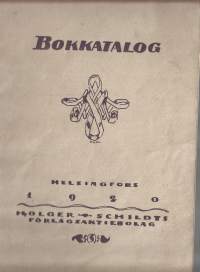 BOKKATALOG
HELSINGFORS
1920
HOLGER SCHILDTS
FÖRLAGSAKTIEBOLAG